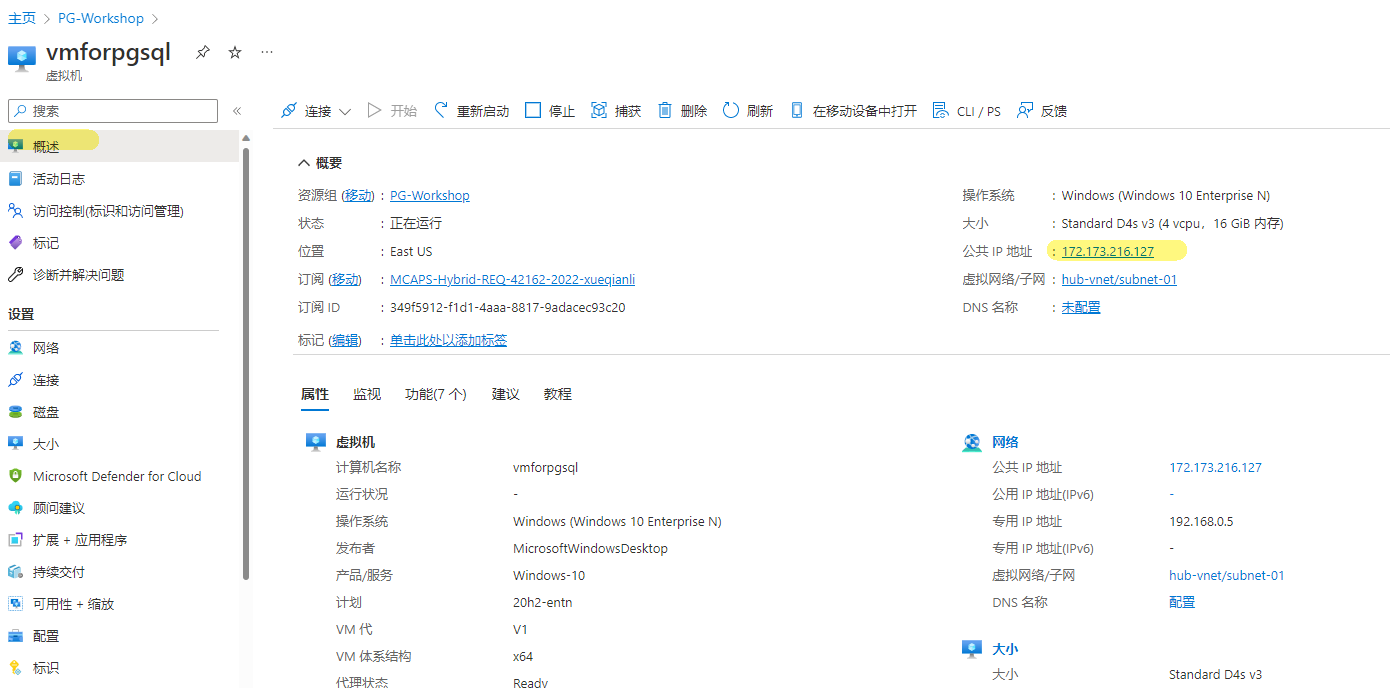 主页 > PG-Workshop >
vmforpgsql
虚拟机
搜索
概述
活动日志
访问控制(标识和访问管理)
标记
诊断并解决问题
设置
网络
连接
磁盘
大小
Microsoft Defender for Cloud
顾问建议
扩展 + 应用程序
持续交付
可用性 + 缩放
配置
标识
连接 开始 重新启动 停止 捕获 删除 刷新 在移动设备中打开 CLI / PS 反馈
概要
资源组 (移动) : PG-Workshop
状态 : 正在运行
位置 : East US
订阅 (移动) : MCAPS-Hybrid-REQ-42162-2022-xueqianli
订阅 ID : 349f5912-f1d1-4aaa-8817-9adacec93c20
标记 (编辑) : 单击此处以添加标签
操作系统 : Windows (Windows 10 Enterprise N)
大小 : Standard D4s v3 (4 vcpu，16 GiB 内存)
公共 IP 地址 : 172.173.216.127
虚拟网络/子网 : hub-vnet/subnet-01
DNS 名称 : 未配置
属性 监视 功能(7 个) 建议 教程
虚拟机
计算机名称 vmforpgsql
运行状况 -
操作系统 Windows (Windows 10 Enterprise N)
发布者 MicrosoftWindowsDesktop
产品/服务 Windows-10
计划 20h2-entn
VM 代 V1
VM 体系结构 x64
代理状态 Ready
网络
公共 IP 地址 172.173.216.127
公用 IP 地址(IPv6) -
专用 IP 地址 192.168.0.5
专用 IP 地址(IPv6) -
虚拟网络/子网 hub-vnet/subnet-01
DNS 名称 配置
大小
大小 Standard D4s v3